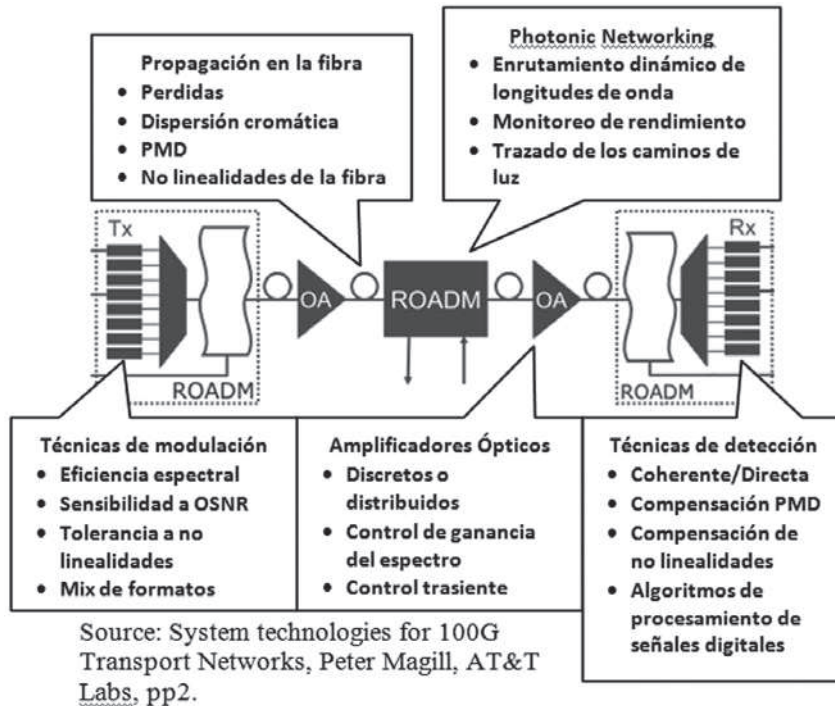 Propagación en la fibra
• Perdidas
• Dispersión cromática
• PMD
• No linealidades de la fibra
Photonic Networking
• Enrutamiento dinámico de
longitudes de onda
• Monitoreo de rendimiento
• Trazado de los caminos de
luz
Tx
ROADM
OA
ROADM
OA
Rx
ROADM
Técnicas de modulación
• Eficiencia espectral
• Sensibilidad a OSNR
• Tolerancia a no
linealidades
• Mix de formatos
Amplificadores Ópticos
• Discretos o
distribuidos
• Control de ganancia
del espectro
• Control trasiente
Técnicas de detección
• Coherente/Directa
• Compensación PMD
• Compensación de
no linealidades
• Algoritmos de
procesamiento de
señales digitales
Source: System technologies for 100G
Transport Networks, Peter Magill, AT&T
Labs, pp2.